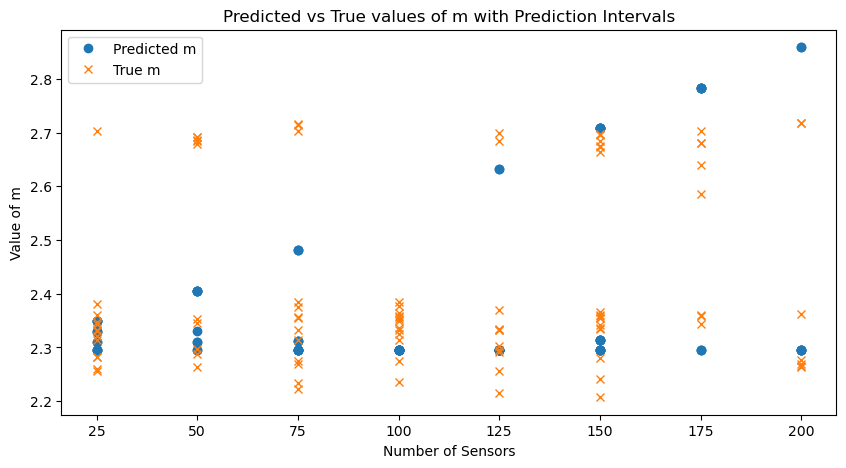 Predicted vs True values of m with Prediction Intervals
Predicted m
True m
2.8
2.7
2.6
2.5
2.4
2.3
2.2
Value of m
25 50 75 100 125 150 175 200
Number of Sensors